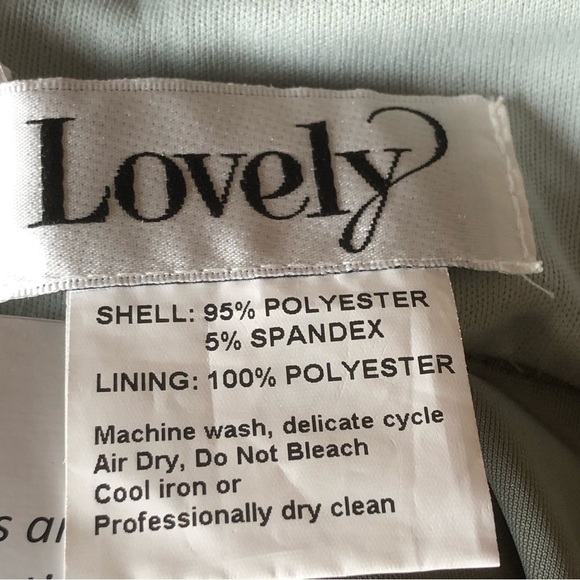 Lovely
SHELL: 95% POLYESTER
5% SPANDEX
LINING: 100% POLYESTER
Machine wash, delicate cycle
Air Dry, Do Not Bleach
Cool iron or
Professionally dry clean